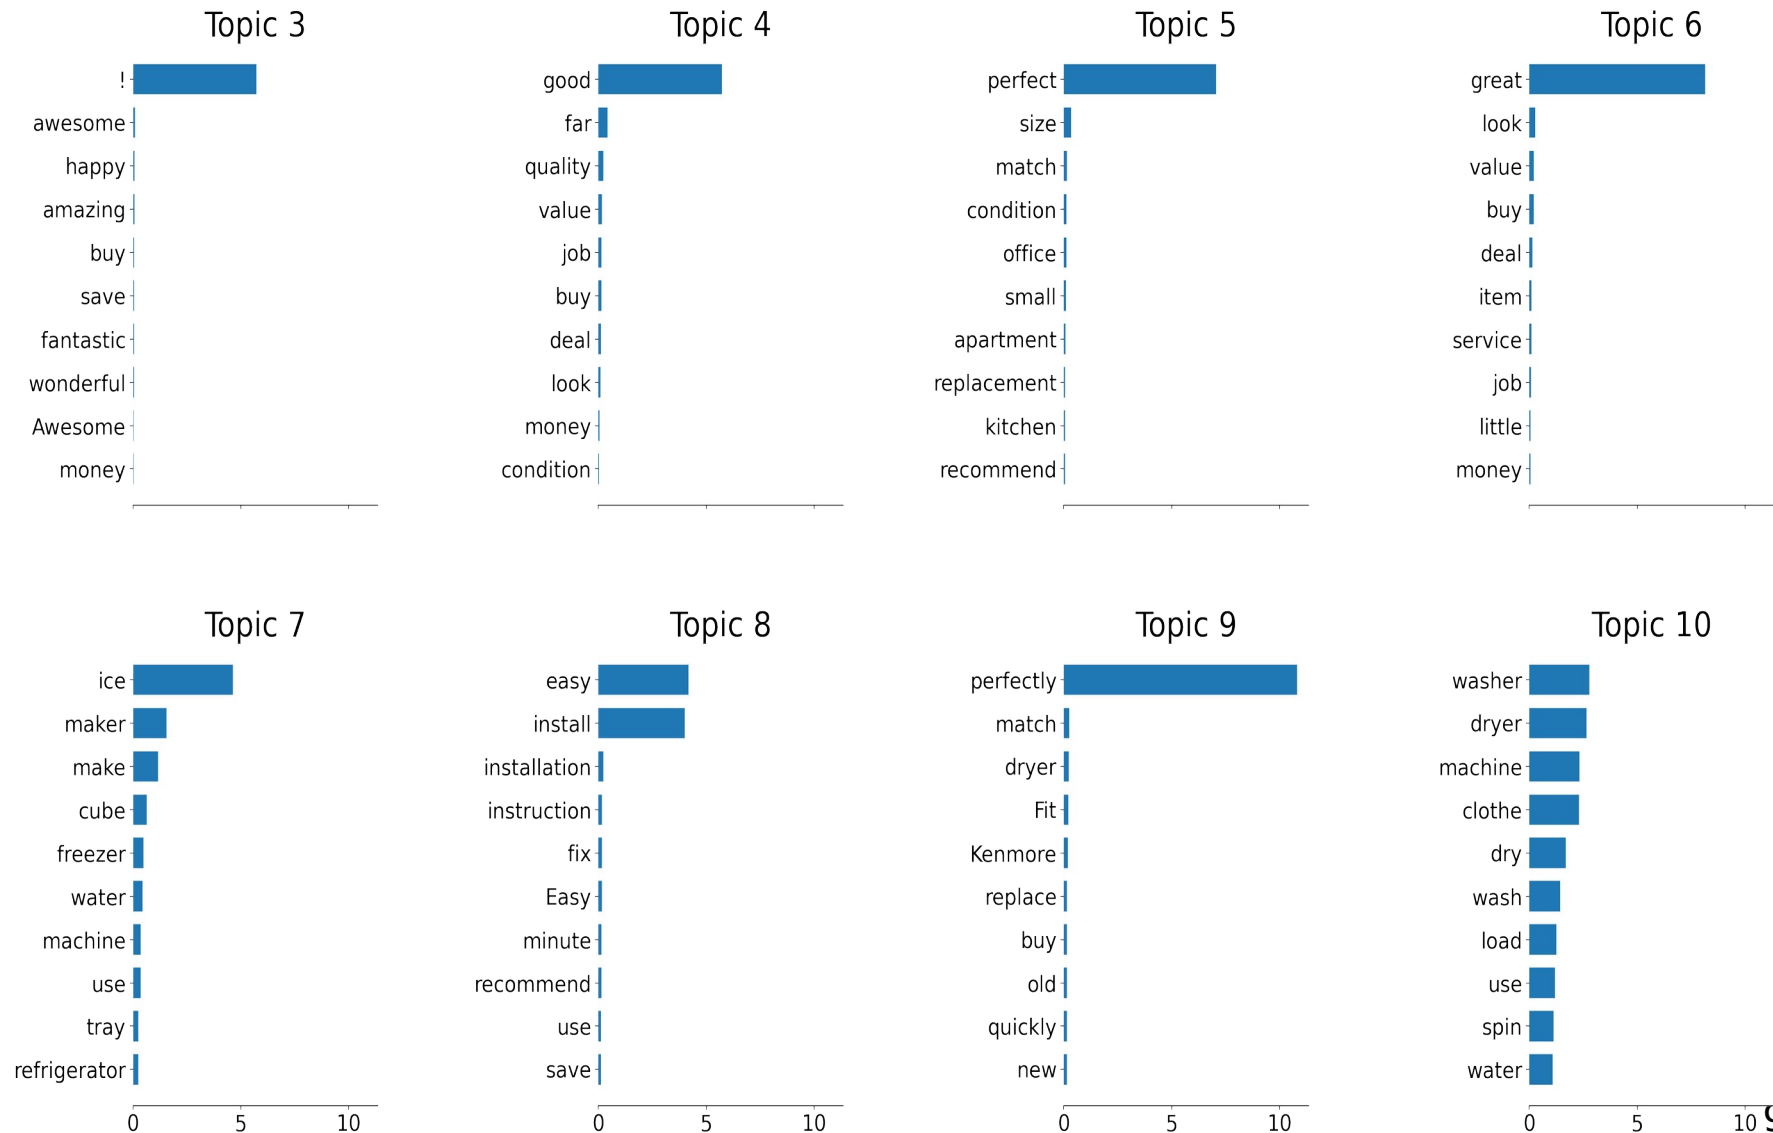 Topic 3 Topic 4 Topic 5 Topic 6
! good perfect great
awesome far size look
happy quality match value
amazing value condition buy
buy job office deal
save buy small item
fantastic deal apartment service
wonderful look replacement job
Awesome money kitchen little
money condition recommend money
Topic 7 Topic 8 Topic 9 Topic 10
ice easy perfectly washer
maker install match dryer
make installation dryer machine
cube instruction Fit clothe
freezer fix Kenmore dry
water Easy replace wash
machine minute buy load
use recommend old use
tray use quickly spin
refrigerator save new water
0 5 10 0 5 10 0 5 10 0 5 10